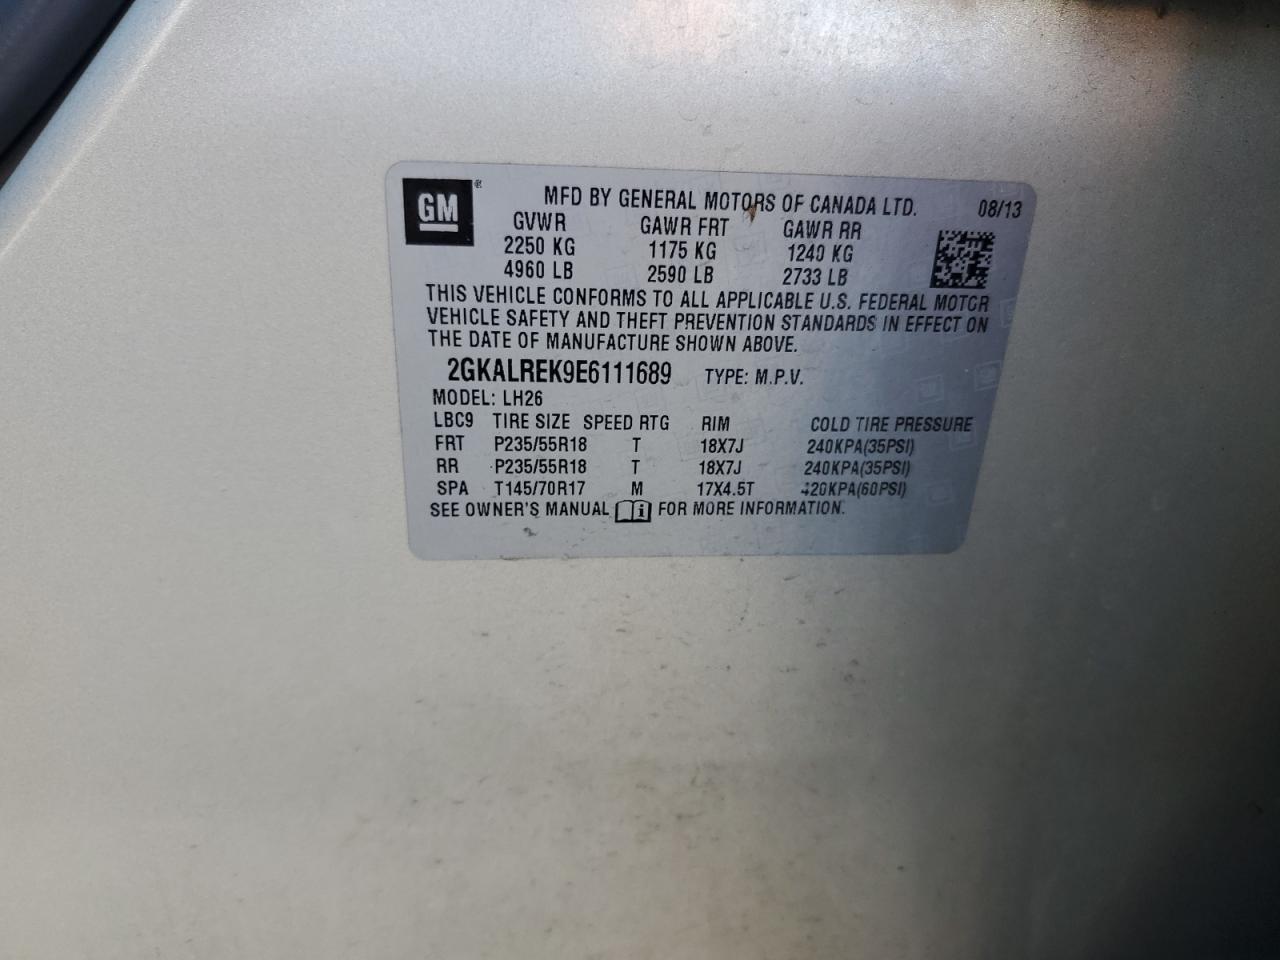 GM®
MFD BY GENERAL MOTORS OF CANADA LTD. 08/13
GVWR GAWR FRT GAWR RR
2250 KG 1175 KG 1240 KG
4960 LB 2590 LB 2733 LB
THIS VEHICLE CONFORMS TO ALL APPLICABLE U.S. FEDERAL MOTOR
VEHICLE SAFETY AND THEFT PREVENTION STANDARDS IN EFFECT ON
THE DATE OF MANUFACTURE SHOWN ABOVE.
2GKALREK9E6111689 TYPE: M.P.V.
MODEL: LH26
LBC9 TIRE SIZE SPEED RTG RIM COLD TIRE PRESSURE
FRT P235/55R18 T 18X7J 240KPA(35PSI)
RR P235/55R18 T 18X7J 240KPA(35PSI)
SPA T145/70R17 M 17X4.5T 420KPA(60PSI)
SEE OWNER'S MANUAL i FOR MORE INFORMATION.